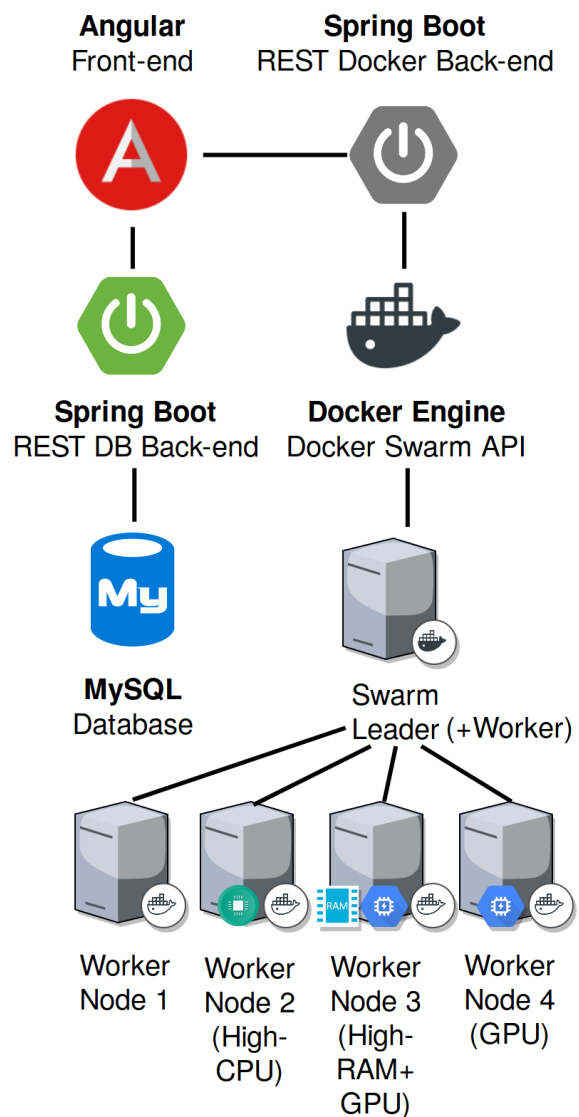 Angular
Front-end
Spring Boot
REST Docker Back-end
Spring Boot
REST DB Back-end
Docker Engine
Docker Swarm API
My
MySQL
Database
Swarm
Leader (+Worker)
RAM
Worker
Node 1
Worker
Node 2
(High-
CPU)
Worker
Node 3
(High-
RAM+
GPU)
Worker
Node 4
(GPU)